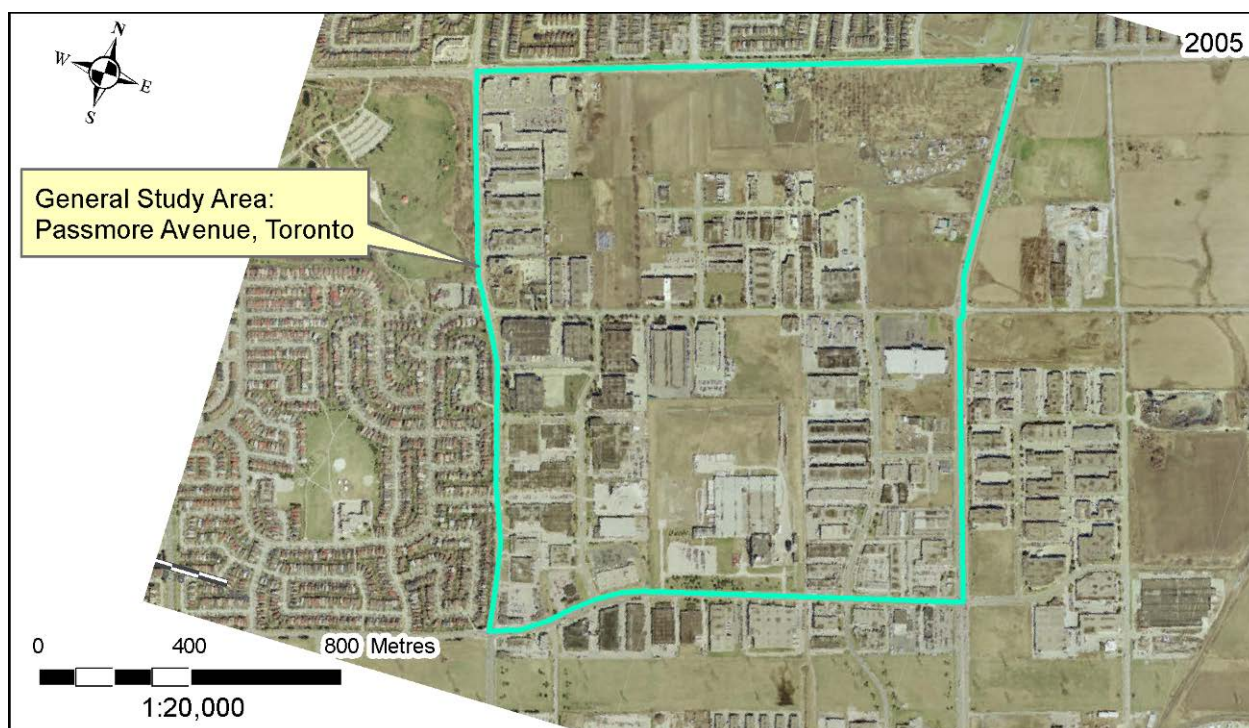 2005
N
W
E
S
General Study Area:
Passmore Avenue, Toronto
0 400 800 Metres
1:20,000